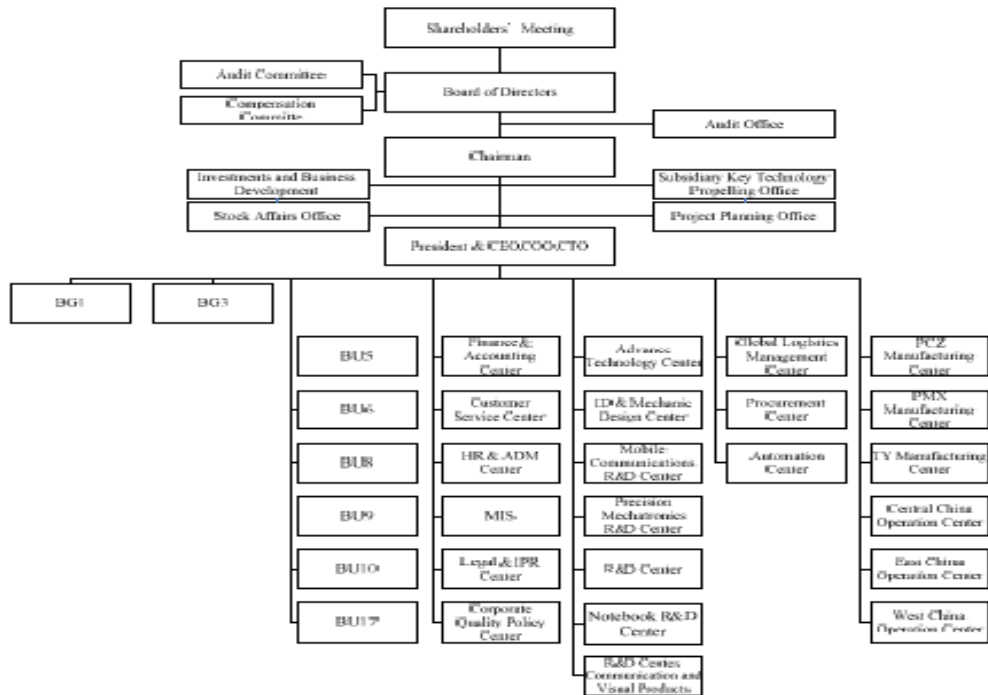 Shareholders' Meeting
Audit Committee
Compensation
Committe
Board of Directors
Audit Office
Chairman
Investments and Business
Development
Subsidiary Key Technology
Propelling Office
Stock Affairs Office
Project Planning Office
President & CEO,COO,CTO
BG1
BG3
BU5
BU6
BU8
BU9
BU10
BU17
Finance &
Accounting
Center
Customer
Service Center
HR & ADM
Center
MIS
Legal & IPR
Center
Corporate
Quality Policy
Center
Advance
Technology Center
ID & Mechanic
Design Center
Mobile
Communications
R&D Center
Precision
Mechatronics
R&D Center
R&D Center
Notebook R&D
Center
R&D Center,
Communication and
Visual Products
Global Logistics
Management
Center
Procurement
Center
Automation
Center
PCZ
Manufacturing
Center
PMX
Manufacturing
Center
TY Manufacturing
Center
Central China
Operation Center
East China
Operation Center
West China
Operation Center